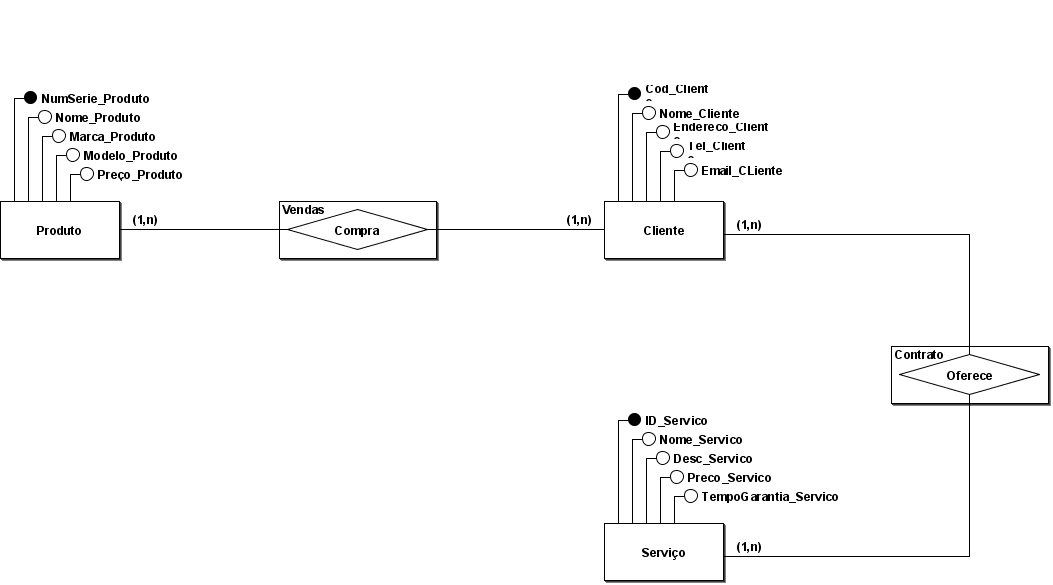 NumSerie_Produto
Nome_Produto
Marca_Produto
Modelo_Produto
Preço_Produto
Produto
(1,n)
Vendas
Compra
(1,n)
Cod_Client
Nome_Cliente
Endereco_Client
Tel_Client
Email_CLiente
Cliente
(1,n)
Contrato
Oferece
ID_Servico
Nome_Servico
Desc_Servico
Preco_Servico
TempoGarantia_Servico
Serviço
(1,n)